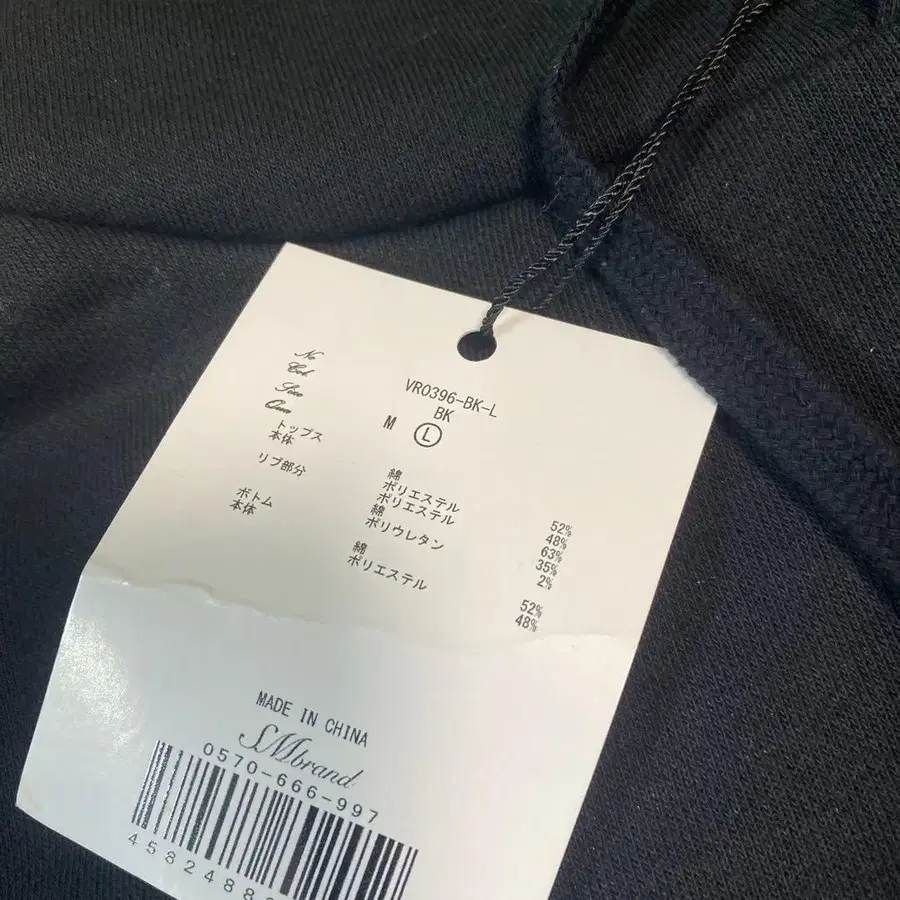 No VR0396-BK-L
Col BK
Size M Ⓛ
Qua
トップス
本体 綿 52%
ポリエステル 48%
リブ部分 ポリエステル 63%
綿 35%
ポリウレタン 2%
ボトム
本体 綿 52%
ポリエステル 48%
MADE IN CHINA
SMbrand
0570-666-997
4582488